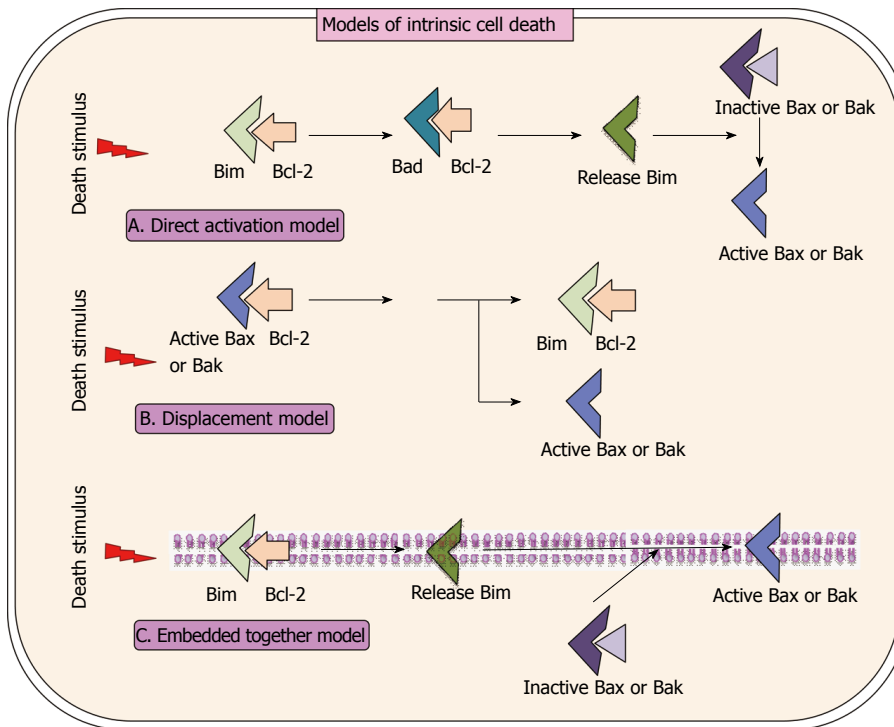 Models of intrinsic cell death
Death stimulus
Bim
Bcl-2
Bad
Bcl-2
Release Bim
Inactive Bax or Bak
Active Bax or Bak
A. Direct activation model
Death stimulus
Active Bax
or Bak
Bcl-2
Bim
Bcl-2
Active Bax or Bak
B. Displacement model
Death stimulus
Bim
Bcl-2
Release Bim
Active Bax or Bak
Inactive Bax or Bak
C. Embedded together model